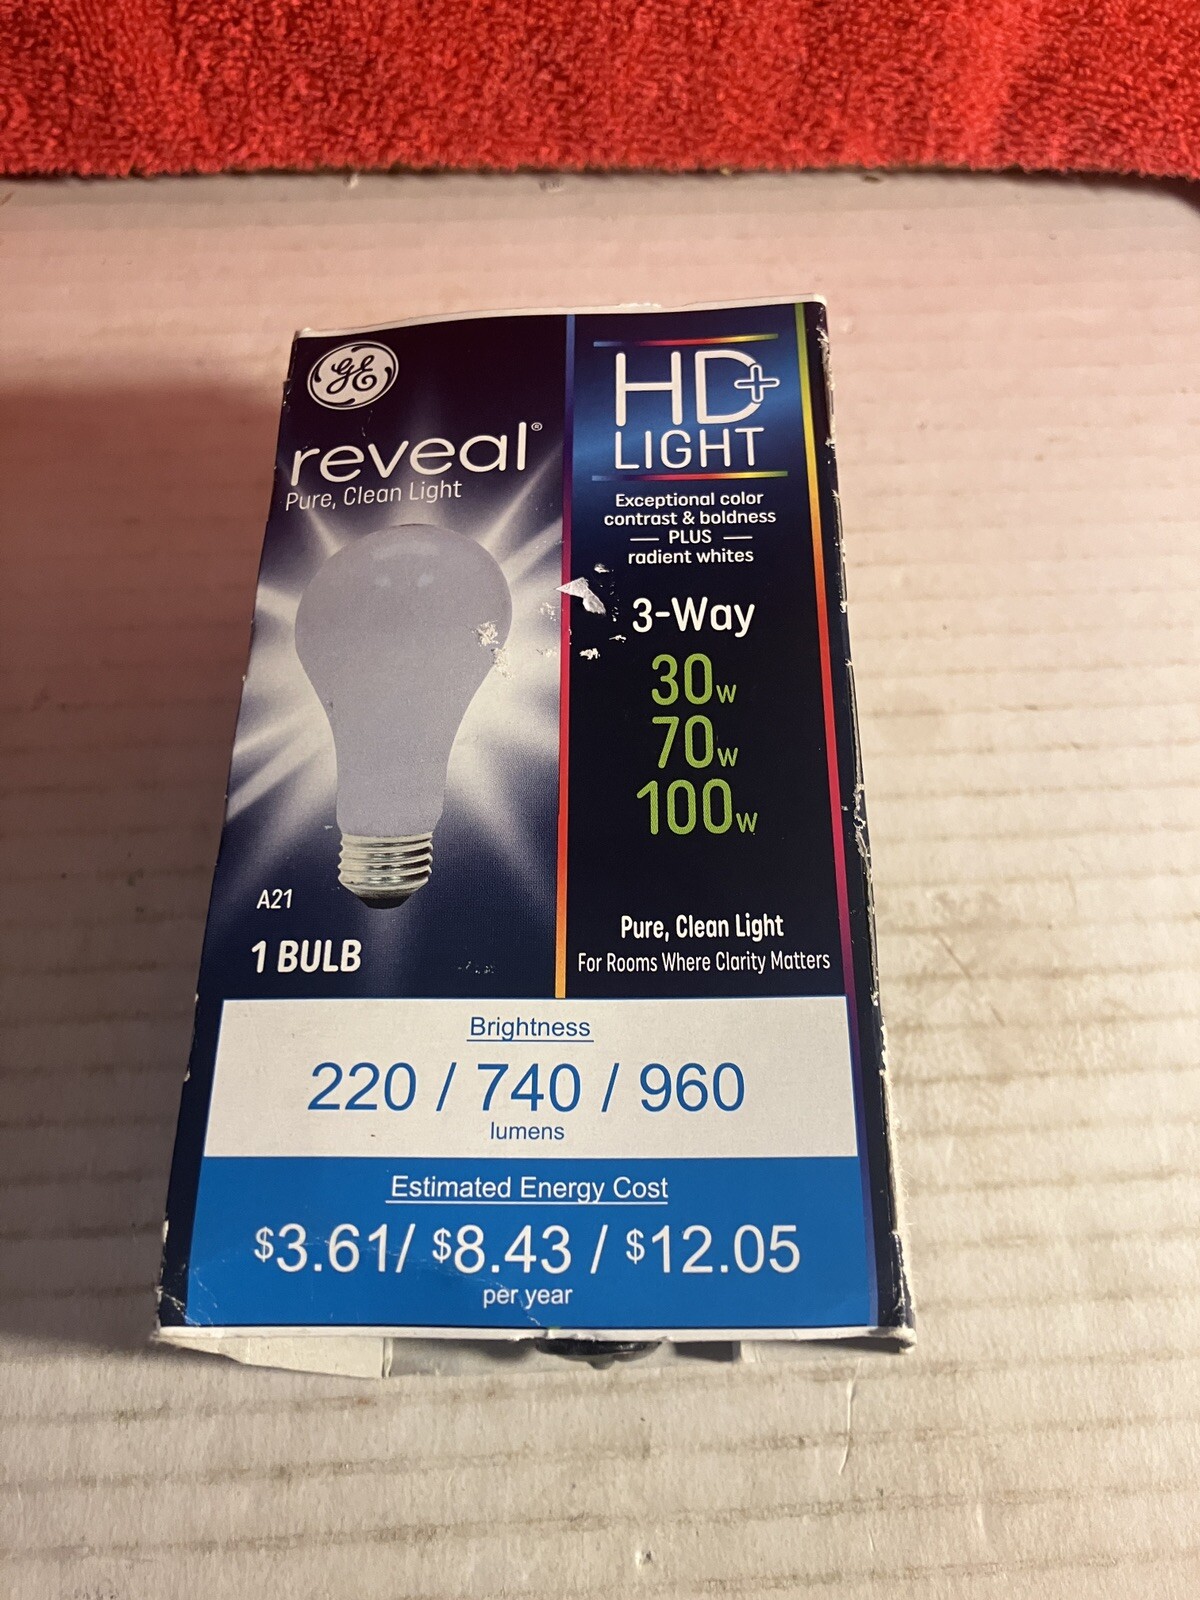 GE
reveal®
Pure, Clean Light
HD+
LIGHT
Exceptional color
contrast & boldness
— PLUS —
radient whites
3-Way
30w
70w
100w
A21
1 BULB
Pure, Clean Light
For Rooms Where Clarity Matters
Brightness
220 / 740 / 960
lumens
Estimated Energy Cost
$3.61/ $8.43 / $12.05
per year